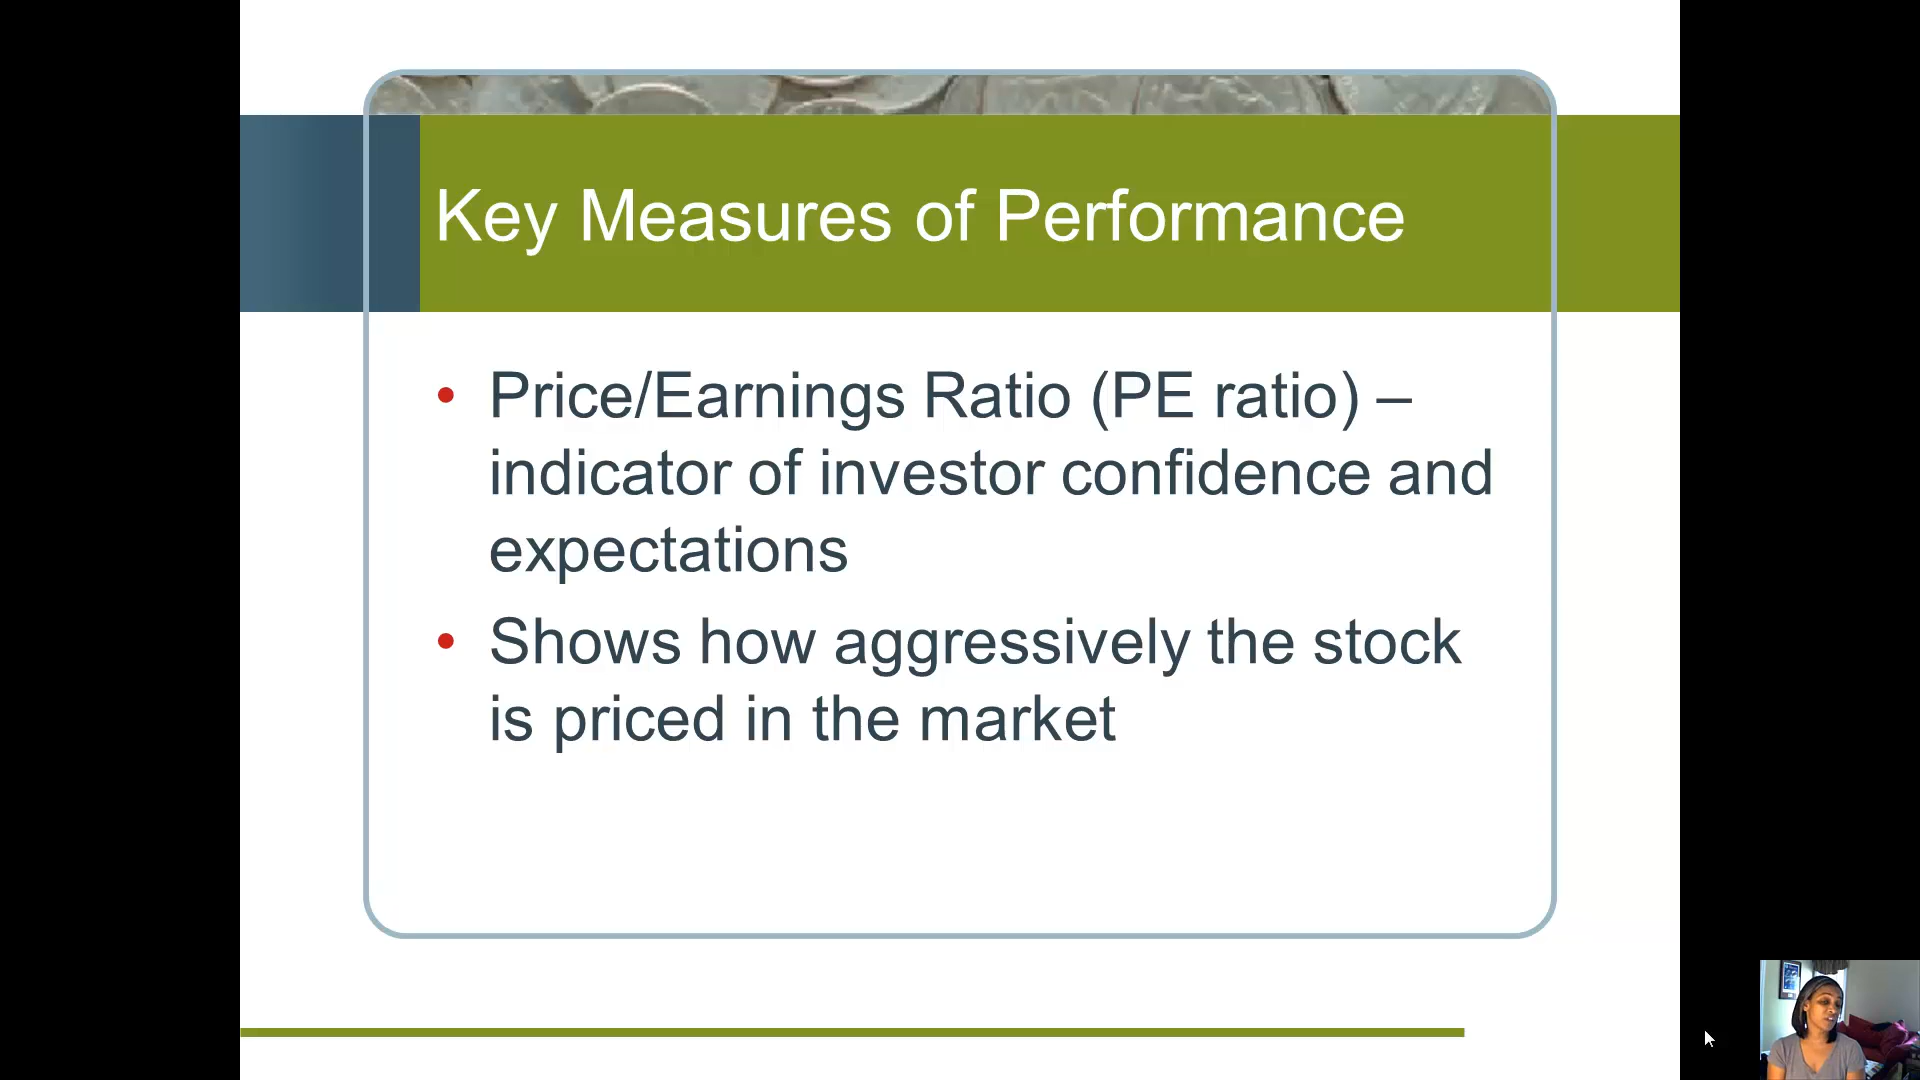 Key Measures of Performance
• Price/Earnings Ratio (PE ratio) –
indicator of investor confidence and
expectations
• Shows how aggressively the stock
is priced in the market